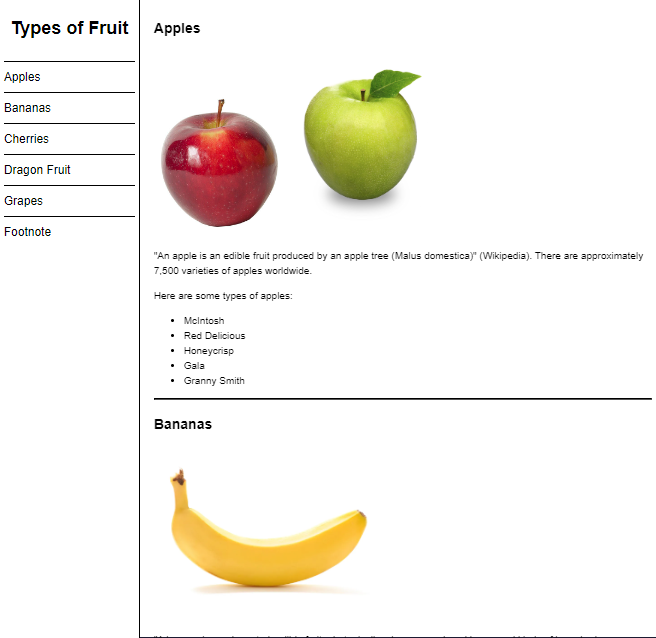 Types of Fruit
Apples
Bananas
Cherries
Dragon Fruit
Grapes
Footnote
Apples
"An apple is an edible fruit produced by an apple tree (Malus domestica)" (Wikipedia). There are approximately
7,500 varieties of apples worldwide.
Here are some types of apples:
• McIntosh
• Red Delicious
• Honeycrisp
• Gala
• Granny Smith
Bananas